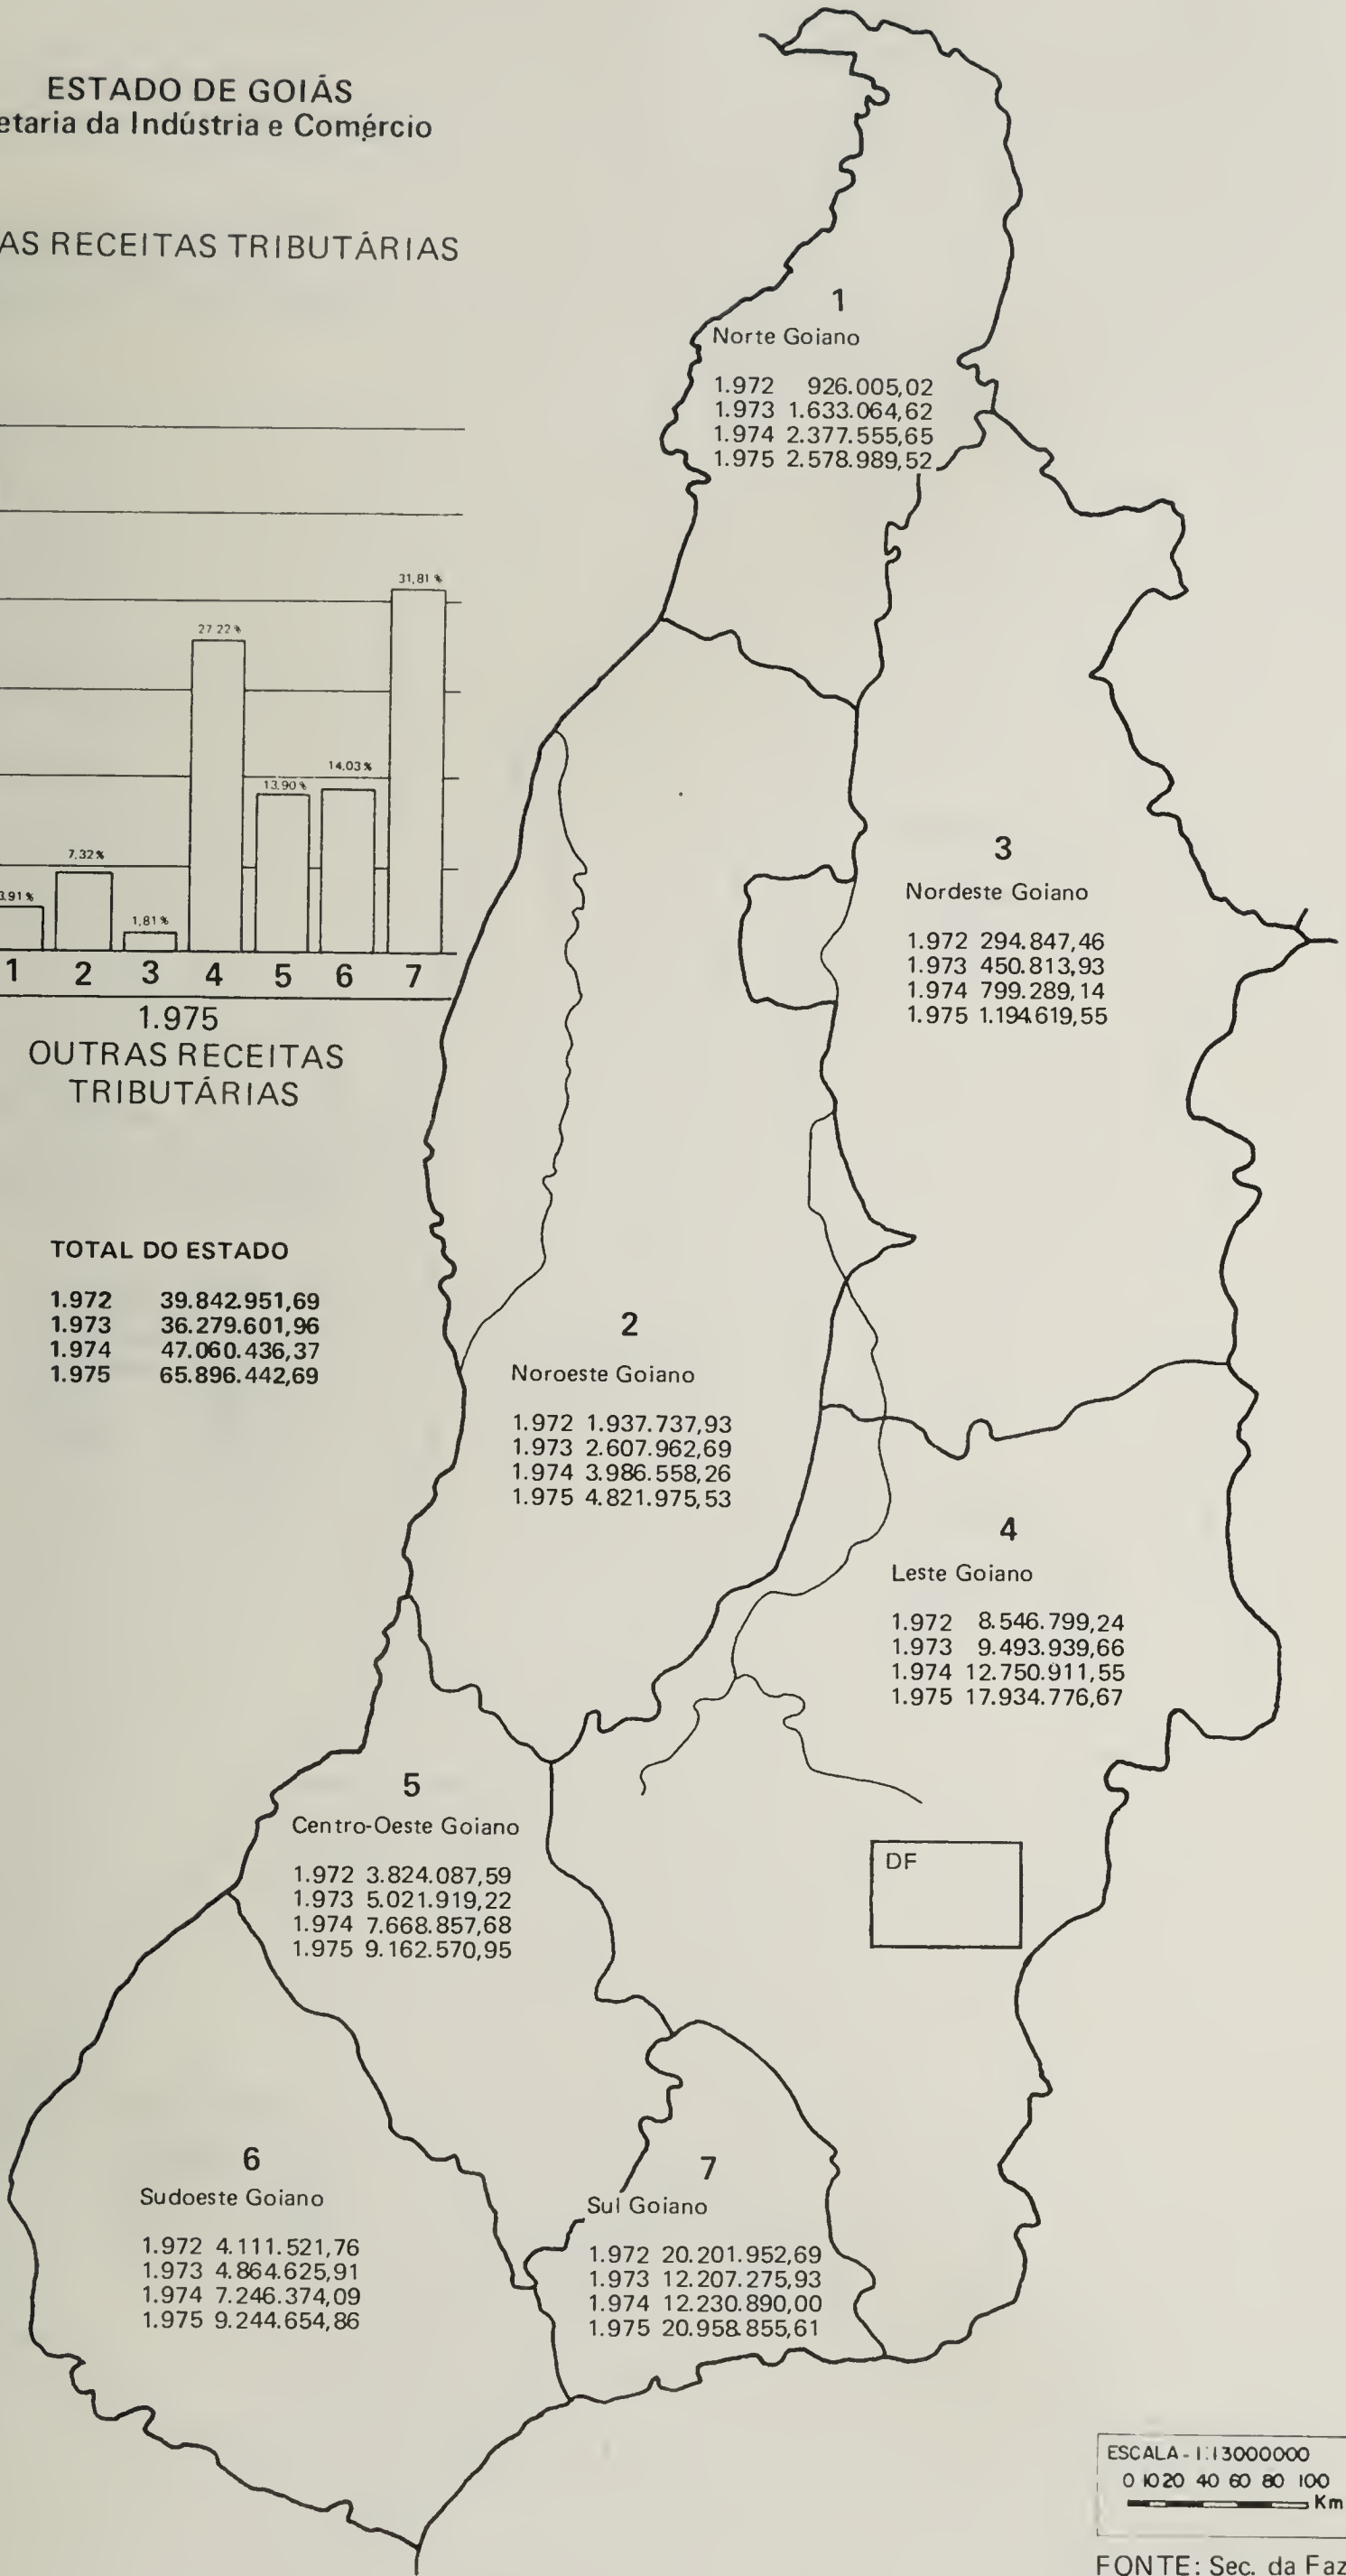 ESTADO DE GOIÁS
etaria da Indústria e Comércio
AS RECEITAS TRIBUTÁRIAS
31,81 %
27 22 %
14.03 %
13.90 %
7.32 %
3,91 %
1,81 %
1 2 3 4 5 6 7
1.975
OUTRAS RECEITAS
TRIBUTÁRIAS
TOTAL DO ESTADO
1.972 39.842.951,69
1.973 36.279.601,96
1.974 47.060.436,37
1.975 65.896.442,69
1
Norte Goiano
1.972 926.005,02
1.973 1.633.064,62
1.974 2.377.555,65
1.975 2.578.989,52
3
Nordeste Goiano
1.972 294.847,46
1.973 450.813,93
1.974 799.289,14
1.975 1.194.619,55
2
Noroeste Goiano
1.972 1.937.737,93
1.973 2.607.962,69
1.974 3.986.558,26
1.975 4.821.975,53
4
Leste Goiano
1.972 8.546.799,24
1.973 9.493.939,66
1.974 12.750.911,55
1.975 17.934.776,67
5
Centro-Oeste Goiano
1.972 3.824.087,59
1.973 5.021.919,22
1.974 7.668.857,68
1.975 9.162.570,95
DF
6
Sudoeste Goiano
1.972 4.111.521,76
1.973 4.864.625,91
1.974 7.246.374,09
1.975 9.244.654,86
7
Sul Goiano
1.972 20.201.952,69
1.973 12.207.275,93
1.974 12.230.890,00
1.975 20.958.855,61
ESCALA - 1:13000000
0 10 20 40 60 80 100
Km
FONTE: Sec. da Faz